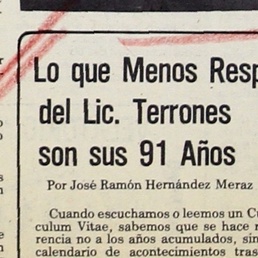 Lo que Menos Resp
del Lic. Terrones
son sus 91 Años
Por José Ramón Hernández Meraz
Cuando escuchamos o leemos un Cu
culum Vitae, sabemos que se hace r
rencia no a los años acumulados, sin
calendario de acontecimientos tras